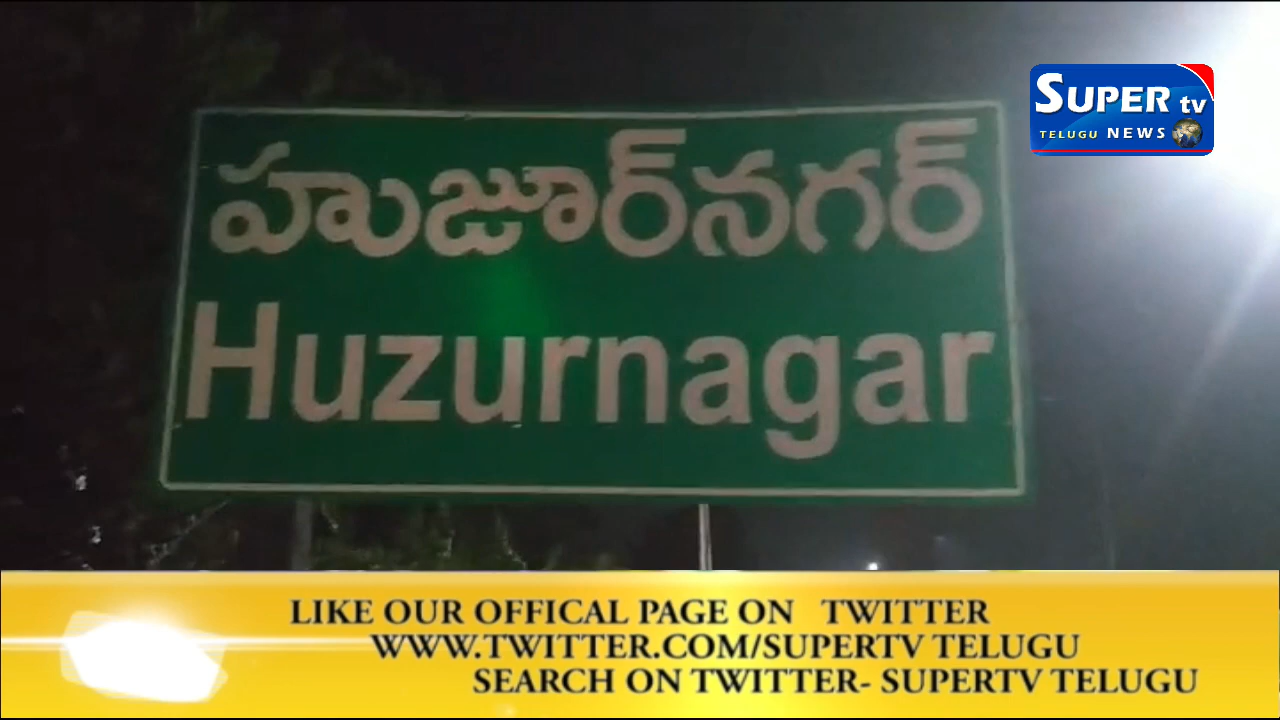 SUPER tv
TELUGU NEWS
హుజూర్‌నగర్
Huzurnagar
LIKE OUR OFFICAL PAGE ON TWITTER
WWW.TWITTER.COM/SUPERTV TELUGU
SEARCH ON TWITTER- SUPERTV TELUGU